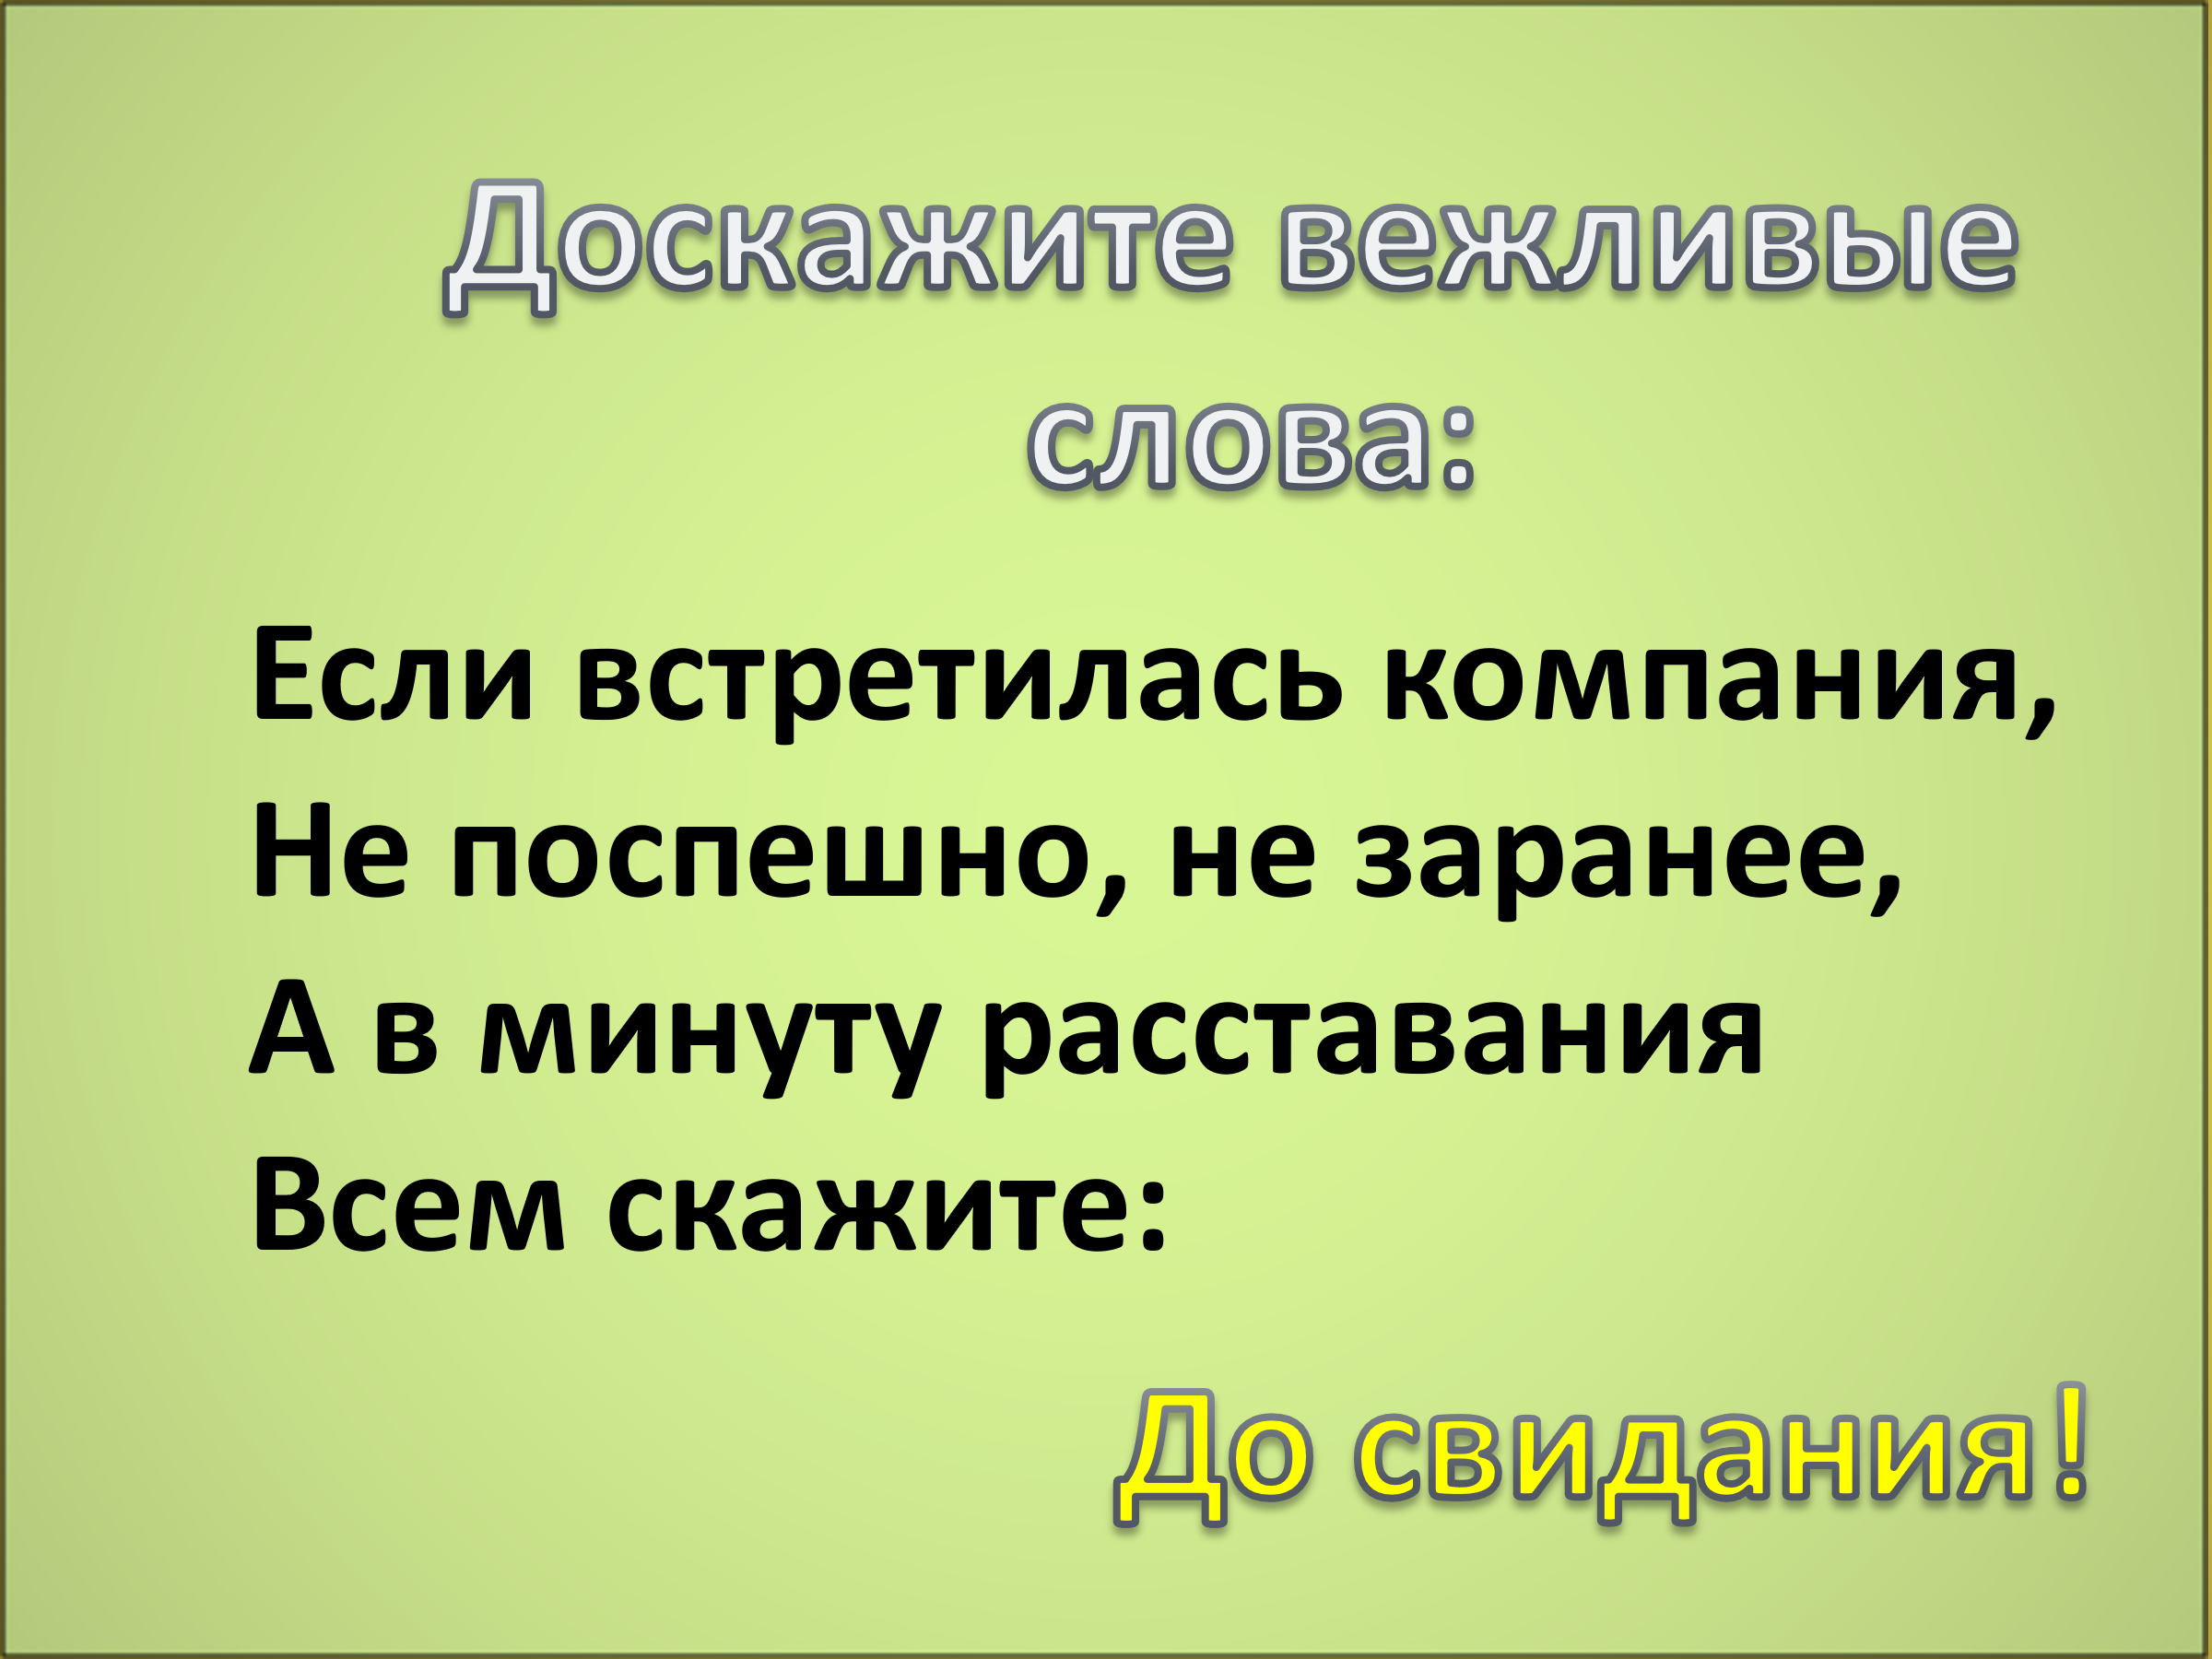 Доскажите вежливые
слова:
Если встретилась компания,
Не поспешно, не заранее,
А в минуту расставания
Всем скажите:
До свидания!